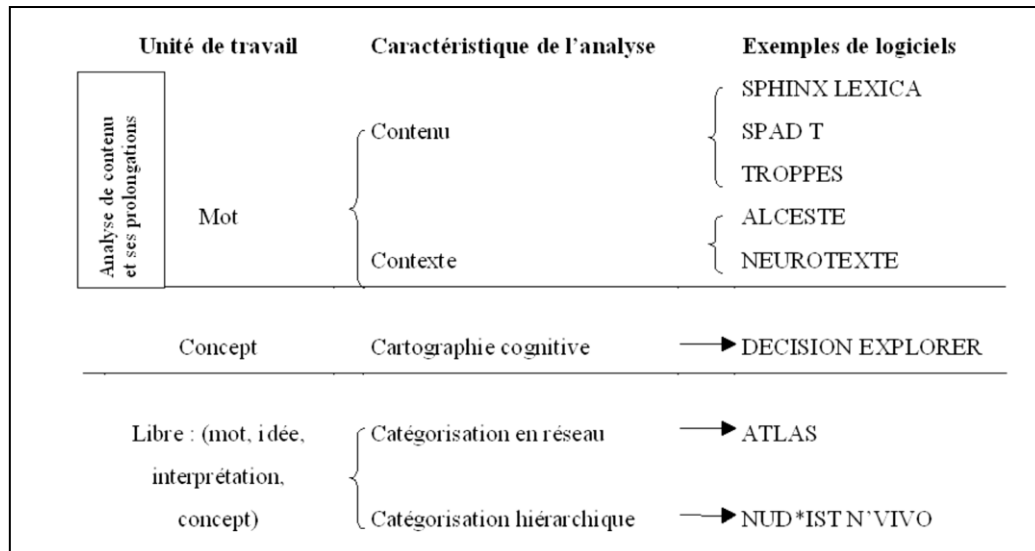 Unité de travail Caractéristique de l'analyse Exemples de logiciels
Analyse de contenu
et ses prolongations
SPHINX LEXICA
Contenu
SPAD T
TROPPES
Mot
ALCESTE
Contexte
NEUROTEXTE
Concept Cartographie cognitive DECISION EXPLORER
Libre : (mot, idée, Catégorisation en réseau ATLAS
interprétation,
concept) Catégorisation hiérarchique NUD*IST N'VIVO